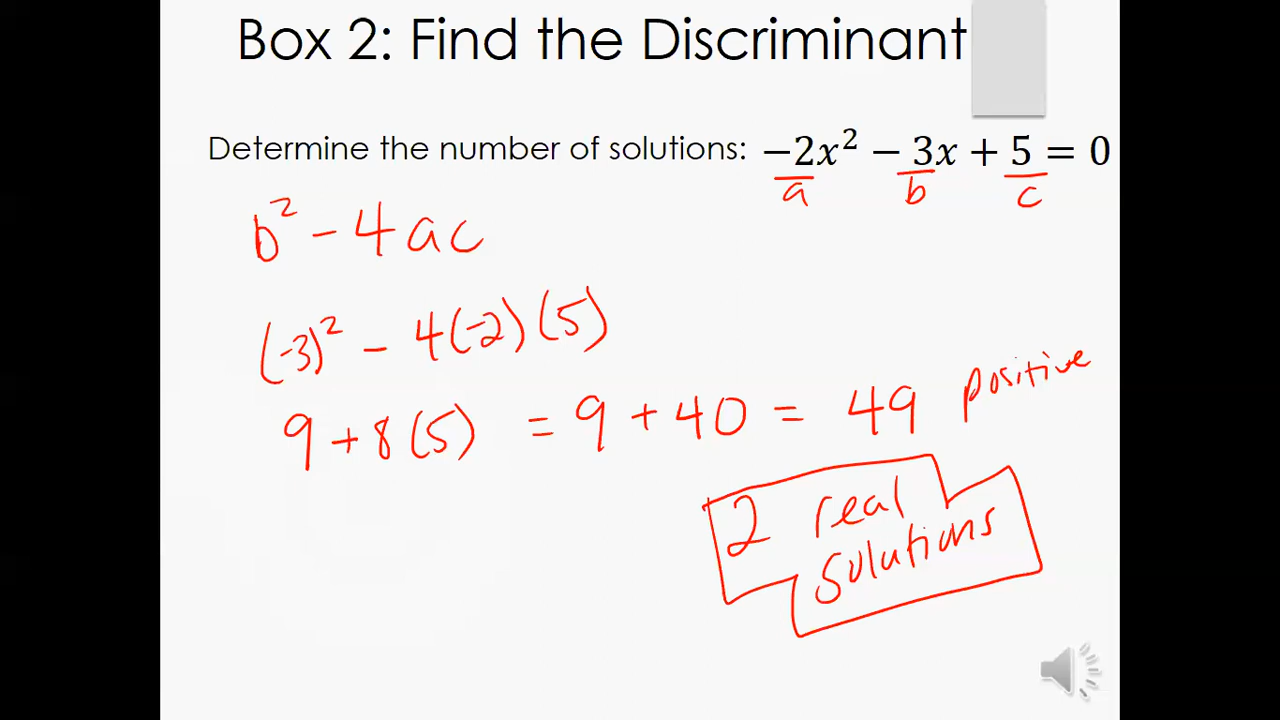 Box 2: Find the Discriminant
Determine the number of solutions: −2x² − 3x + 5 = 0
a b c
b² - 4ac
(-3)² - 4(-2)(5)
9 + 8(5) = 9 + 40 = 49 positive
2 real
solutions